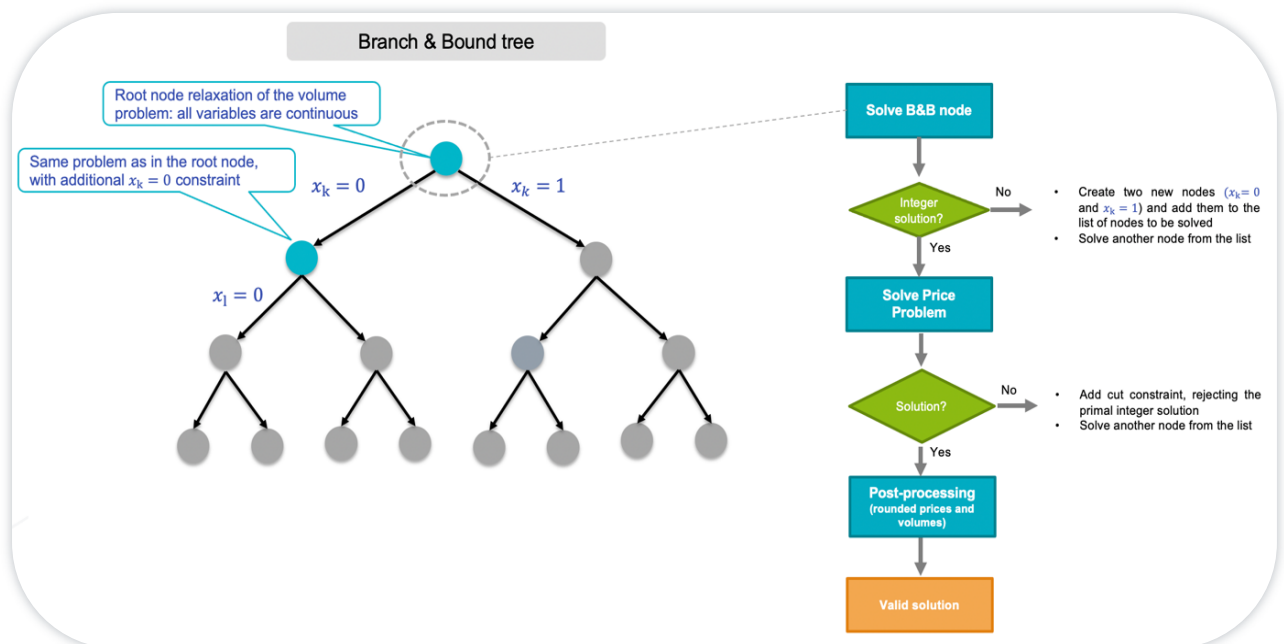 Branch & Bound tree
Root node relaxation of the volume
problem: all variables are continuous
Same problem as in the root node,
with additional xₖ = 0 constraint
xₖ = 0
xₖ = 1
xₗ = 0
Solve B&B node
Integer
solution?
No
• Create two new nodes (xₖ= 0
and xₖ = 1) and add them to the
list of nodes to be solved
• Solve another node from the list
Yes
Solve Price
Problem
Solution?
No
• Add cut constraint, rejecting the
primal integer solution
• Solve another node from the list
Yes
Post-processing
(rounded prices and
volumes)
Valid solution